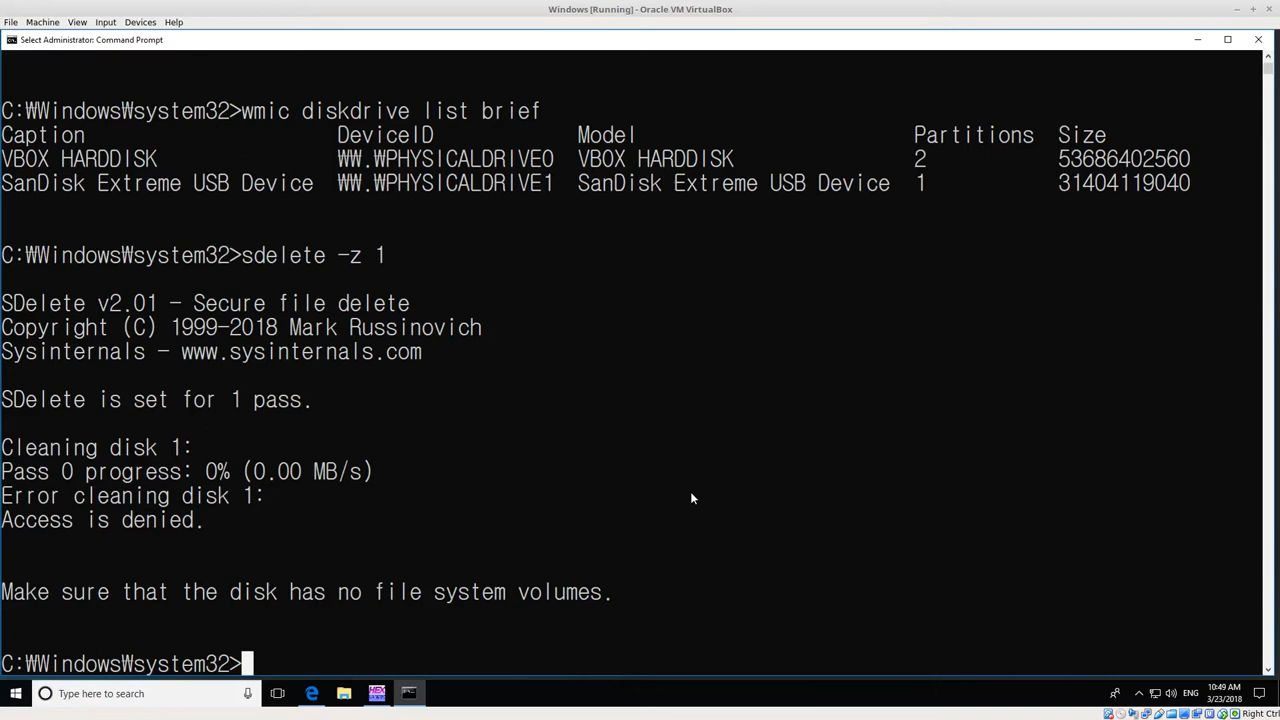 Windows [Running] - Oracle VM VirtualBox
File Machine View Input Devices Help
Select Administrator: Command Prompt
C:₩Windows₩system32>wmic diskdrive list brief
Caption DeviceID Model Partitions Size
VBOX HARDDISK ₩₩.₩PHYSICALDRIVE0 VBOX HARDDISK 2 53686402560
SanDisk Extreme USB Device ₩₩.₩PHYSICALDRIVE1 SanDisk Extreme USB Device 1 31404119040
C:₩Windows₩system32>sdelete -z 1
SDelete v2.01 - Secure file delete
Copyright (C) 1999-2018 Mark Russinovich
Sysinternals - www.sysinternals.com
SDelete is set for 1 pass.
Cleaning disk 1:
Pass 0 progress: 0% (0.00 MB/s)
Error cleaning disk 1:
Access is denied.
Make sure that the disk has no file system volumes.
C:₩Windows₩system32>
Type here to search
HEX
ENG
10:49 AM
3/23/2018
Right Ctrl